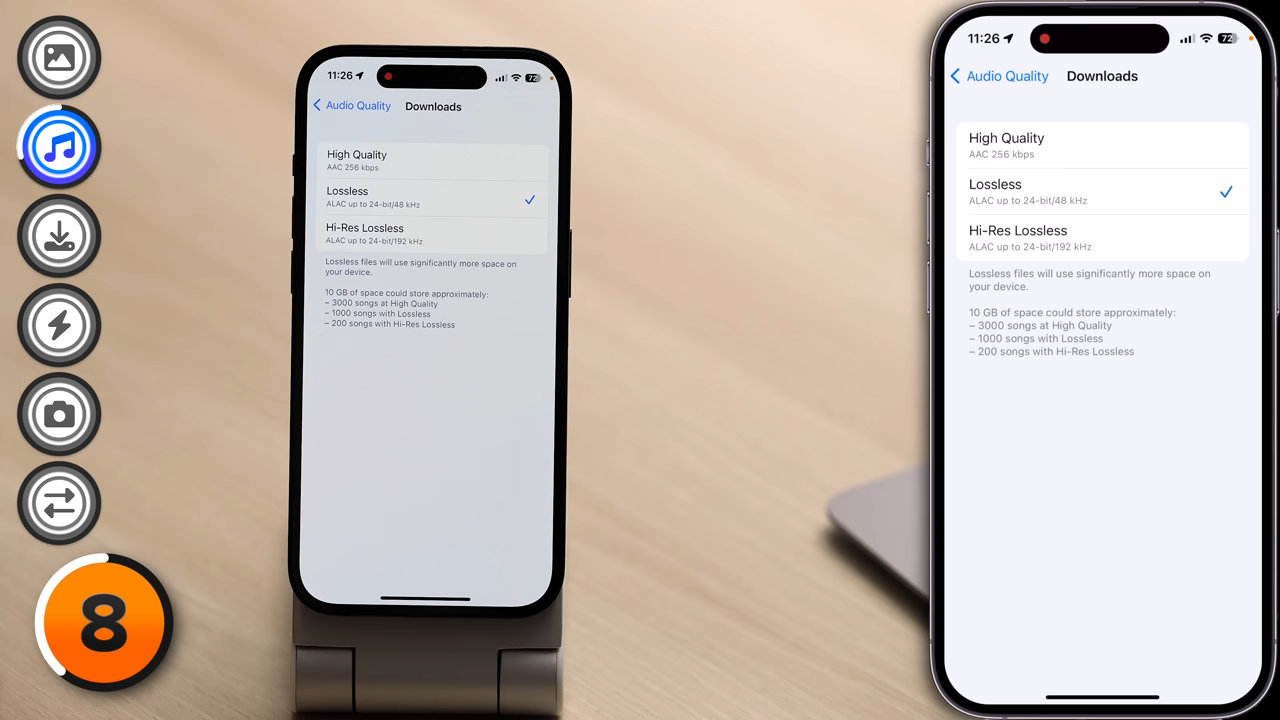 11:26
72
Audio Quality
Downloads
High Quality
AAC 256 kbps
Lossless
ALAC up to 24-bit/48 kHz
Hi-Res Lossless
ALAC up to 24-bit/192 kHz
Lossless files will use significantly more space on
your device.
10 GB of space could store approximately:
– 3000 songs at High Quality
– 1000 songs with Lossless
– 200 songs with Hi-Res Lossless
8
11:26
72
Audio Quality
Downloads
High Quality
AAC 256 kbps
Lossless
ALAC up to 24-bit/48 kHz
Hi-Res Lossless
ALAC up to 24-bit/192 kHz
Lossless files will use significantly more space on
your device.
10 GB of space could store approximately:
– 3000 songs at High Quality
– 1000 songs with Lossless
– 200 songs with Hi-Res Lossless